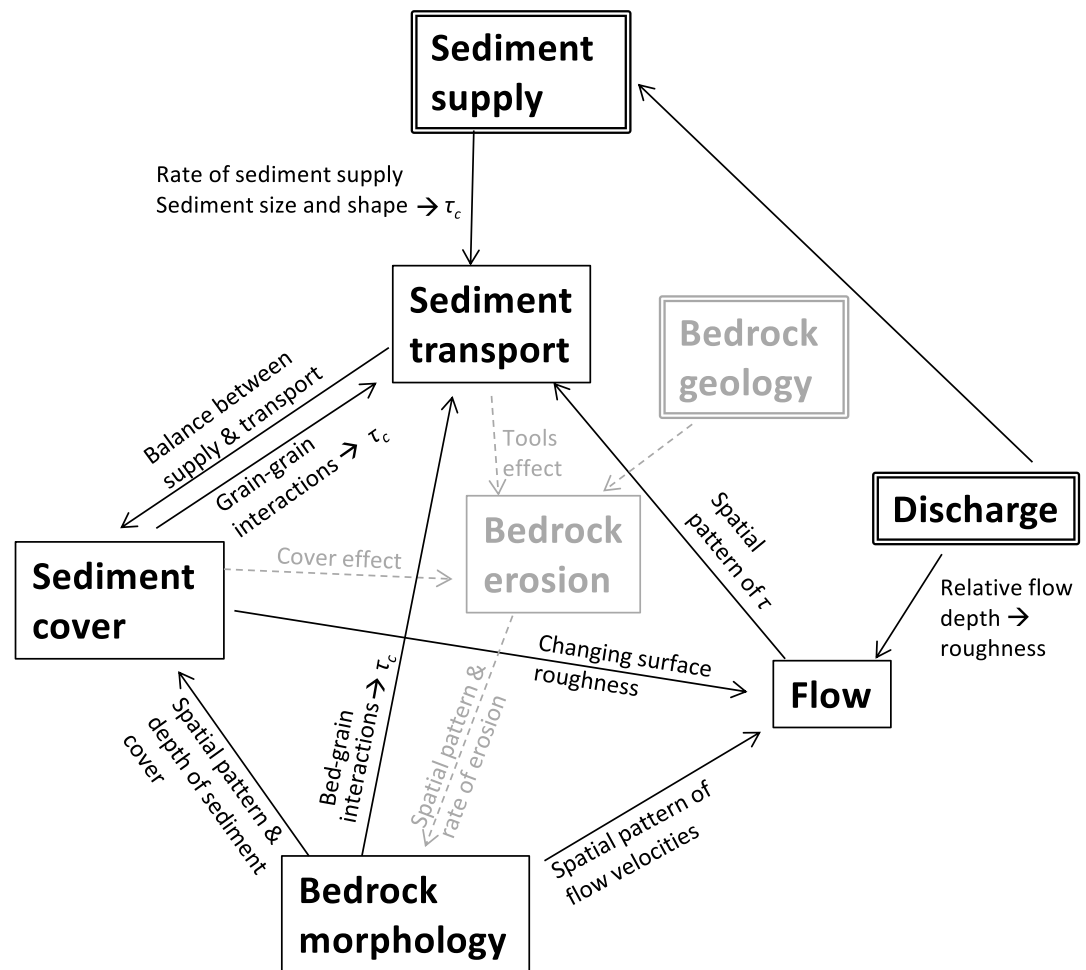 Sediment
supply
Rate of sediment supply
Sediment size and shape → τc
Sediment
transport
Bedrock
geology
Balance between
supply & transport
Grain-grain
interactions → τc
Tools
effect
Spatial
pattern of τ
Discharge
Bedrock
erosion
Cover effect
Sediment
cover
Relative flow
depth →
roughness
Changing surface
roughness
Flow
Spatial pattern &
depth of sediment
cover
Bed-grain
interactions → τc
Spatial pattern &
rate of erosion
Spatial pattern of
flow velocities
Bedrock
morphology